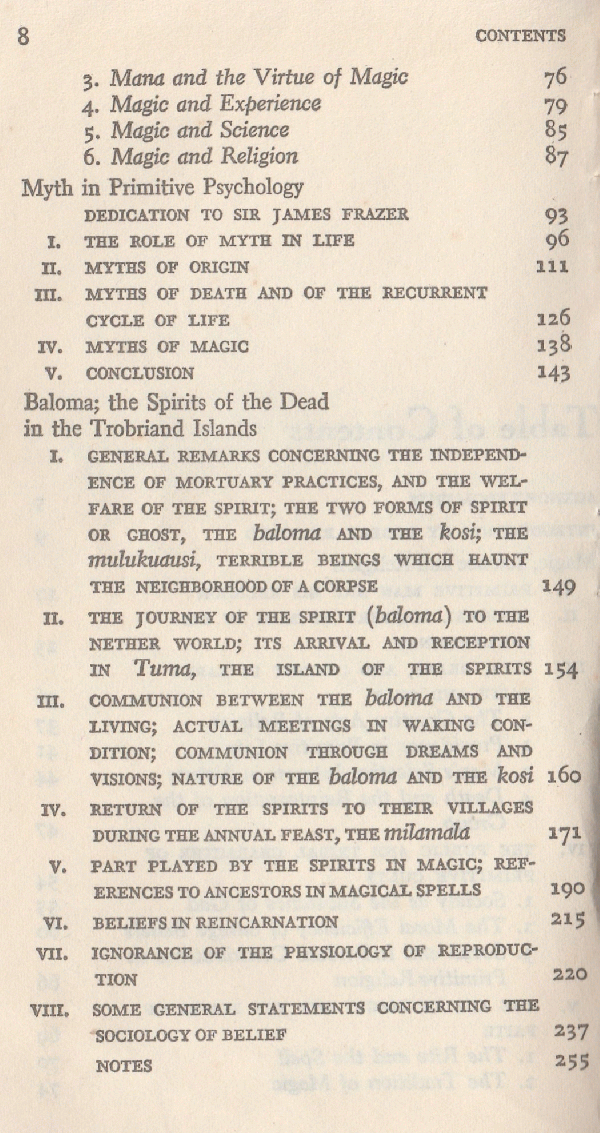 8 CONTENTS
3. Mana and the Virtue of Magic 76
4. Magic and Experience 79
5. Magic and Science 85
6. Magic and Religion 87
Myth in Primitive Psychology
DEDICATION TO SIR JAMES FRAZER 93
I. THE ROLE OF MYTH IN LIFE 96
II. MYTHS OF ORIGIN 111
III. MYTHS OF DEATH AND OF THE RECURRENT
CYCLE OF LIFE 126
IV. MYTHS OF MAGIC 138
V. CONCLUSION 143
Baloma; the Spirits of the Dead
in the Trobriand Islands
I. GENERAL REMARKS CONCERNING THE INDEPEND-
ENCE OF MORTUARY PRACTICES, AND THE WEL-
FARE OF THE SPIRIT; THE TWO FORMS OF SPIRIT
OR GHOST, THE baloma AND THE kosi; THE
mulukuausi, TERRIBLE BEINGS WHICH HAUNT
THE NEIGHBORHOOD OF A CORPSE 149
II. THE JOURNEY OF THE SPIRIT (baloma) TO THE
NETHER WORLD; ITS ARRIVAL AND RECEPTION
IN Tuma, THE ISLAND OF THE SPIRITS 154
III. COMMUNION BETWEEN THE baloma AND THE
LIVING; ACTUAL MEETINGS IN WAKING CON-
DITION; COMMUNION THROUGH DREAMS AND
VISIONS; NATURE OF THE baloma AND THE kosi 160
IV. RETURN OF THE SPIRITS TO THEIR VILLAGES
DURING THE ANNUAL FEAST, THE milamala 171
V. PART PLAYED BY THE SPIRITS IN MAGIC; REF-
ERENCES TO ANCESTORS IN MAGICAL SPELLS 190
VI. BELIEFS IN REINCARNATION 215
VII. IGNORANCE OF THE PHYSIOLOGY OF REPRODUC-
TION 220
VIII. SOME GENERAL STATEMENTS CONCERNING THE
SOCIOLOGY OF BELIEF 237
NOTES 255